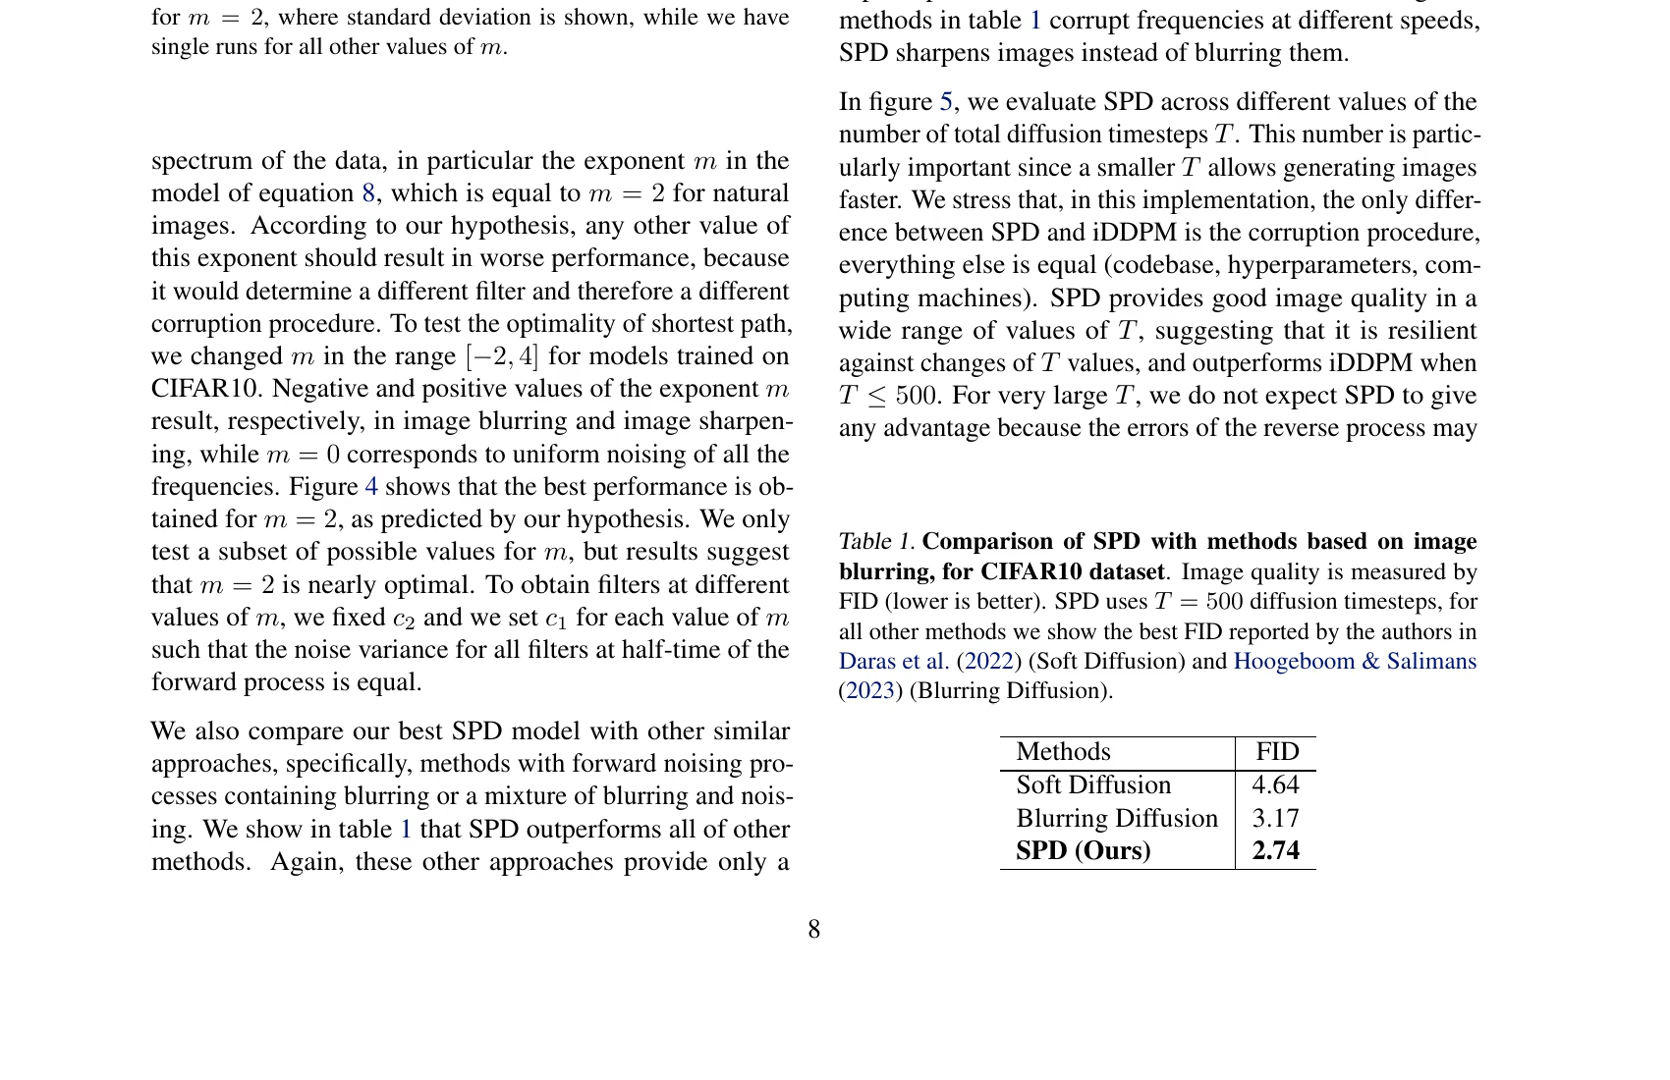 for m = 2, where standard deviation is shown, while we have
single runs for all other values of m.
spectrum of the data, in particular the exponent m in the
model of equation 8, which is equal to m = 2 for natural
images. According to our hypothesis, any other value of
this exponent should result in worse performance, because
it would determine a different filter and therefore a different
corruption procedure. To test the optimality of shortest path,
we changed m in the range [−2, 4] for models trained on
CIFAR10. Negative and positive values of the exponent m
result, respectively, in image blurring and image sharpen-
ing, while m = 0 corresponds to uniform noising of all the
frequencies. Figure 4 shows that the best performance is ob-
tained for m = 2, as predicted by our hypothesis. We only
test a subset of possible values for m, but results suggest
that m = 2 is nearly optimal. To obtain filters at different
values of m, we fixed c₂ and we set c₁ for each value of m
such that the noise variance for all filters at half-time of the
forward process is equal.
We also compare our best SPD model with other similar
approaches, specifically, methods with forward noising pro-
cesses containing blurring or a mixture of blurring and nois-
ing. We show in table 1 that SPD outperforms all of other
methods. Again, these other approaches provide only a
methods in table 1 corrupt frequencies at different speeds,
SPD sharpens images instead of blurring them.
In figure 5, we evaluate SPD across different values of the
number of total diffusion timesteps T. This number is partic-
ularly important since a smaller T allows generating images
faster. We stress that, in this implementation, the only differ-
ence between SPD and iDDPM is the corruption procedure,
everything else is equal (codebase, hyperparameters, com-
puting machines). SPD provides good image quality in a
wide range of values of T, suggesting that it is resilient
against changes of T values, and outperforms iDDPM when
T ≤ 500. For very large T, we do not expect SPD to give
any advantage because the errors of the reverse process may
Table 1. Comparison of SPD with methods based on image
blurring, for CIFAR10 dataset. Image quality is measured by
FID (lower is better). SPD uses T = 500 diffusion timesteps, for
all other methods we show the best FID reported by the authors in
Daras et al. (2022) (Soft Diffusion) and Hoogeboom & Salimans
(2023) (Blurring Diffusion).
Methods FID
Soft Diffusion 4.64
Blurring Diffusion 3.17
SPD (Ours) 2.74
8